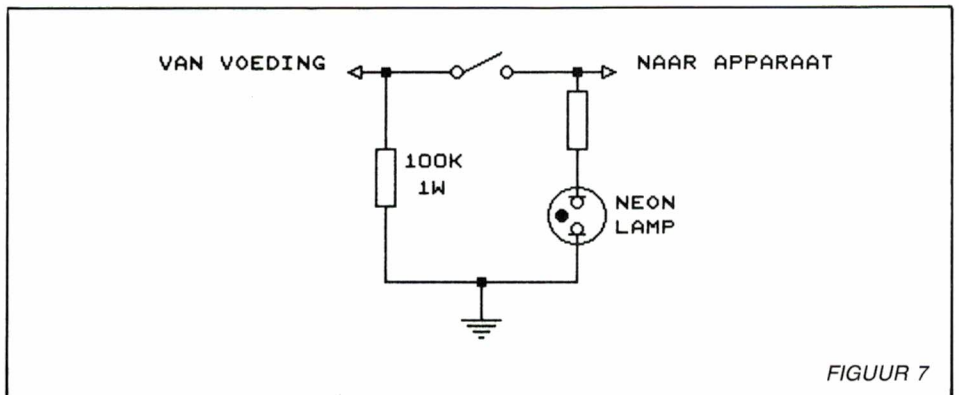 VAN VOEDING
NAAR APPARAAT
100K
1W
NEON
LAMP
FIGUUR 7